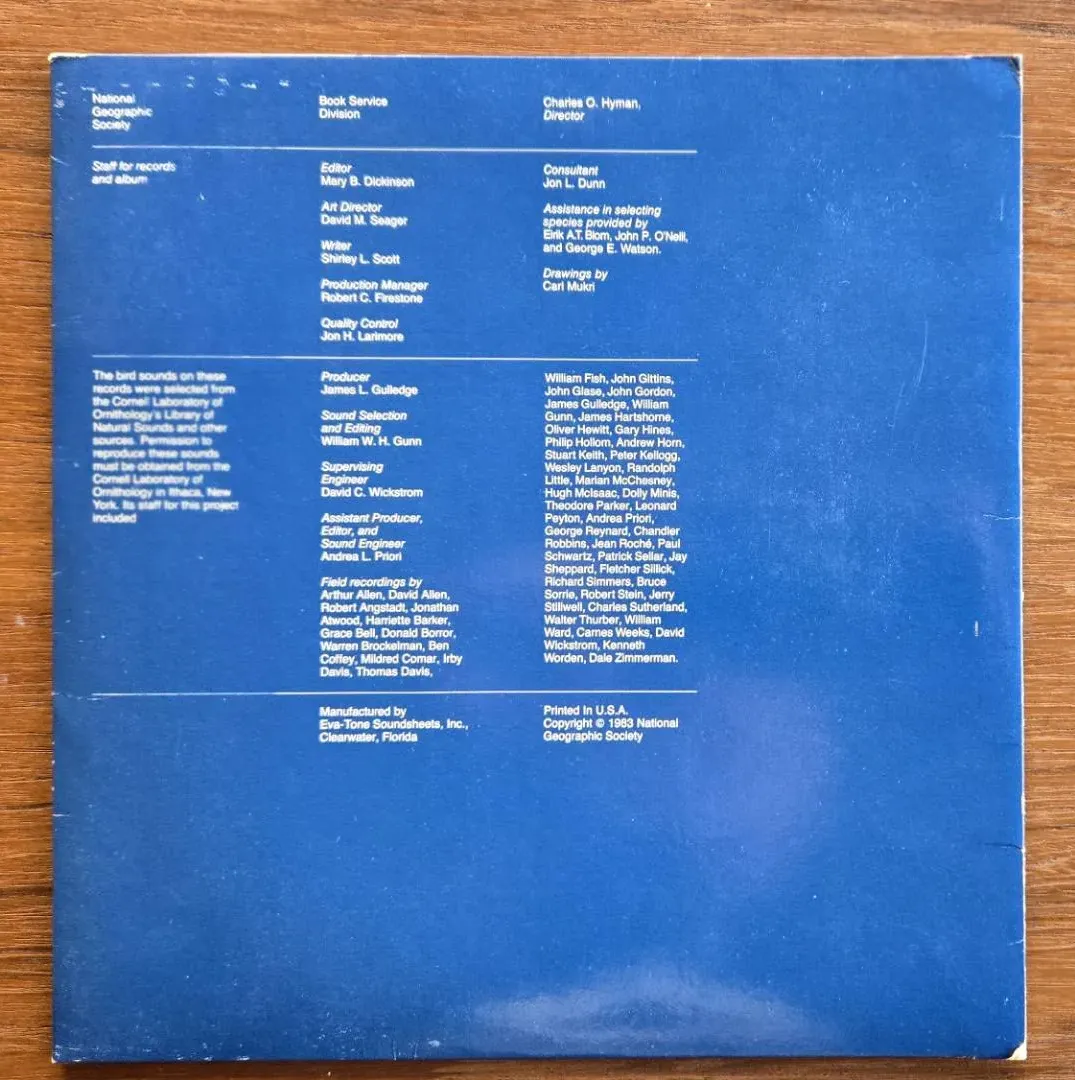 National
Geographic
Society
Book Service
Division
Charles O. Hyman,
Director
Staff for records
and album
Editor
Mary B. Dickinson
Art Director
David M. Seager
Writer
Shirley L. Scott
Production Manager
Robert C. Firestone
Quality Control
Jon H. Larimore
Consultant
Jon L. Dunn
Assistance in selecting
species provided by
Eirik A.T. Blom, John P. O'Neill,
and George E. Watson.
Drawings by
Carl Mukri
The bird sounds on these
records were selected from
the Cornell Laboratory of
Ornithology's Library of
Natural Sounds and other
sources. Permission to
reproduce these sounds
must be obtained from the
Cornell Laboratory of
Ornithology in Ithaca, New
York. Its staff for this project
included
Producer
James L. Gulledge
Sound Selection
and Editing
William W. H. Gunn
Supervising
Engineer
David C. Wickstrom
Assistant Producer,
Editor, and
Sound Engineer
Andrea L. Priori
Field recordings by
Arthur Allen, David Allen,
Robert Angstadt, Jonathan
Atwood, Harriette Barker,
Grace Bell, Donald Borror,
Warren Brockelman, Ben
Coffey, Mildred Comar, Irby
Davis, Thomas Davis,
William Fish, John Gittins,
John Glase, John Gordon,
James Gulledge, William
Gunn, James Hartshorne,
Oliver Hewitt, Gary Hines,
Philip Hollom, Andrew Horn,
Stuart Keith, Peter Kellogg,
Wesley Lanyon, Randolph
Little, Marian McChesney,
Hugh McIsaac, Dolly Minis,
Theodore Parker, Leonard
Peyton, Andrea Priori,
George Reynard, Chandler
Robbins, Jean Roché, Paul
Schwartz, Patrick Sellar, Jay
Sheppard, Fletcher Sillick,
Richard Simmers, Bruce
Sorrie, Robert Stein, Jerry
Stillwell, Charles Sutherland,
Walter Thurber, William
Ward, Carnes Weeks, David
Wickstrom, Kenneth
Worden, Dale Zimmerman.
Manufactured by
Eva-Tone Soundsheets, Inc.,
Clearwater, Florida
Printed in U.S.A.
Copyright © 1983 National
Geographic Society